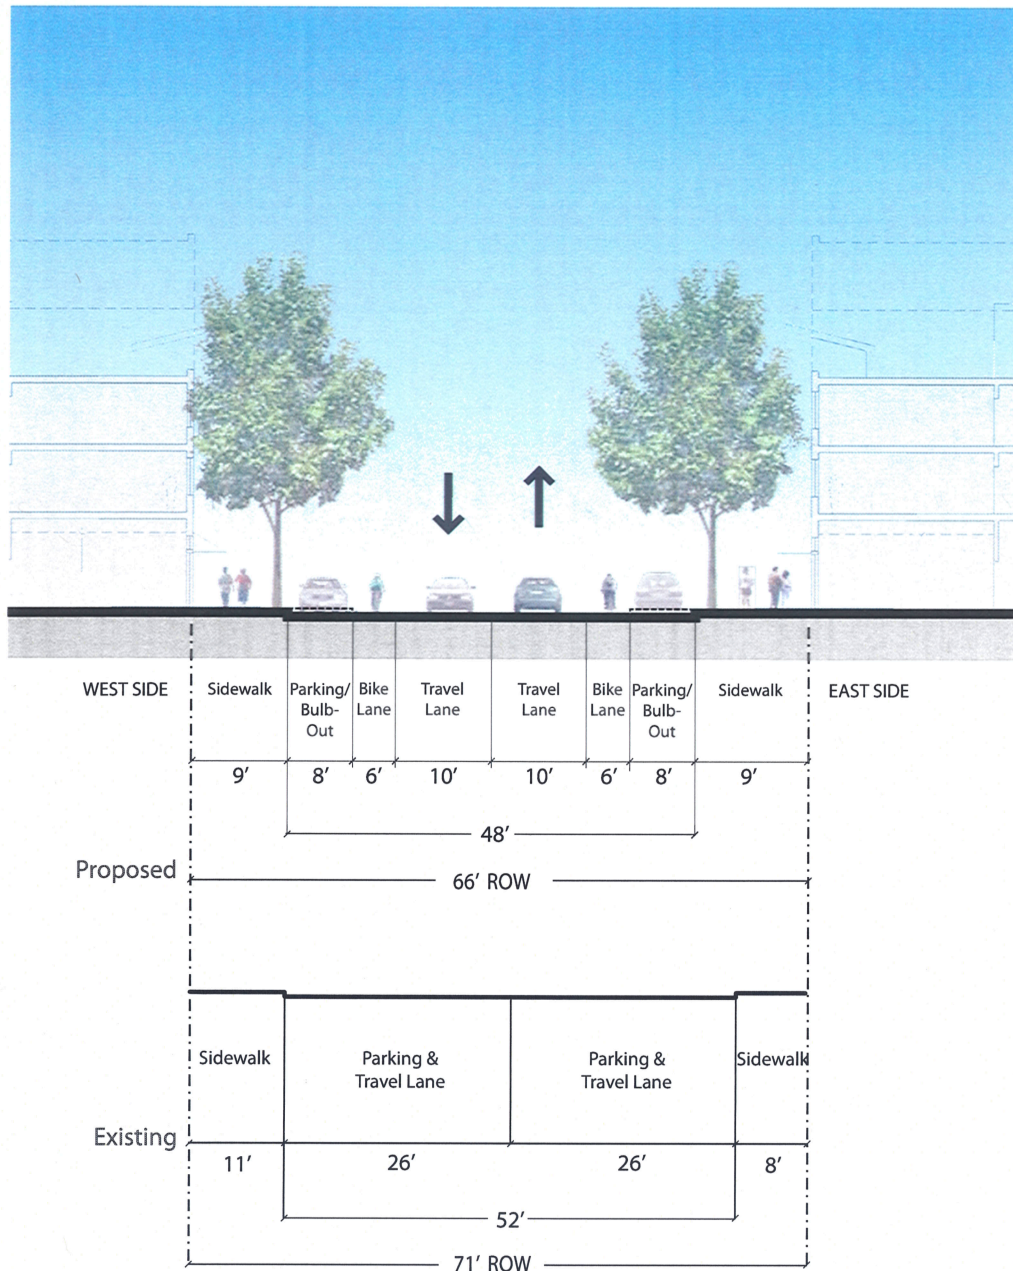 WEST SIDE
Sidewalk
Parking/
Bulb-
Out
Bike
Lane
Travel
Lane
Travel
Lane
Bike
Lane
Parking/
Bulb-
Out
Sidewalk
EAST SIDE
9’
8’
6’
10’
10’
6’
8’
9’
48’
Proposed
66’ ROW
Sidewalk
Parking &
Travel Lane
Parking &
Travel Lane
Sidewalk
Existing
11’
26’
26’
8’
52’
71’ ROW